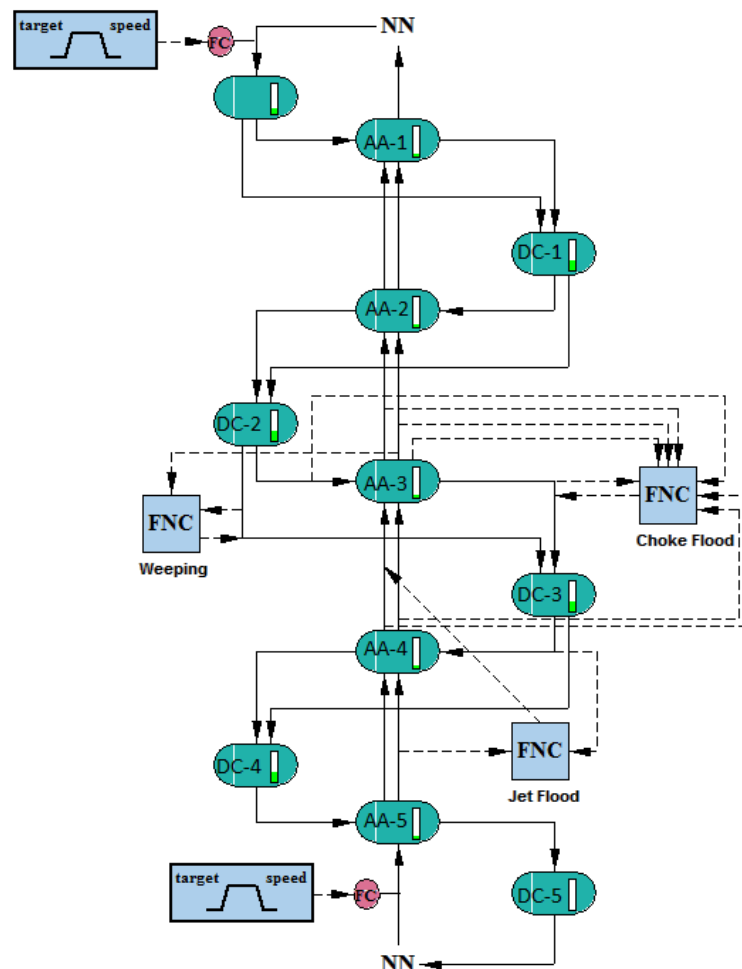 target speed
FC
NN
AA-1
DC-1
AA-2
DC-2
AA-3
FNC
Choke Flood
FNC
Weeping
DC-3
AA-4
FNC
Jet Flood
DC-4
AA-5
target speed
FC
DC-5
NN